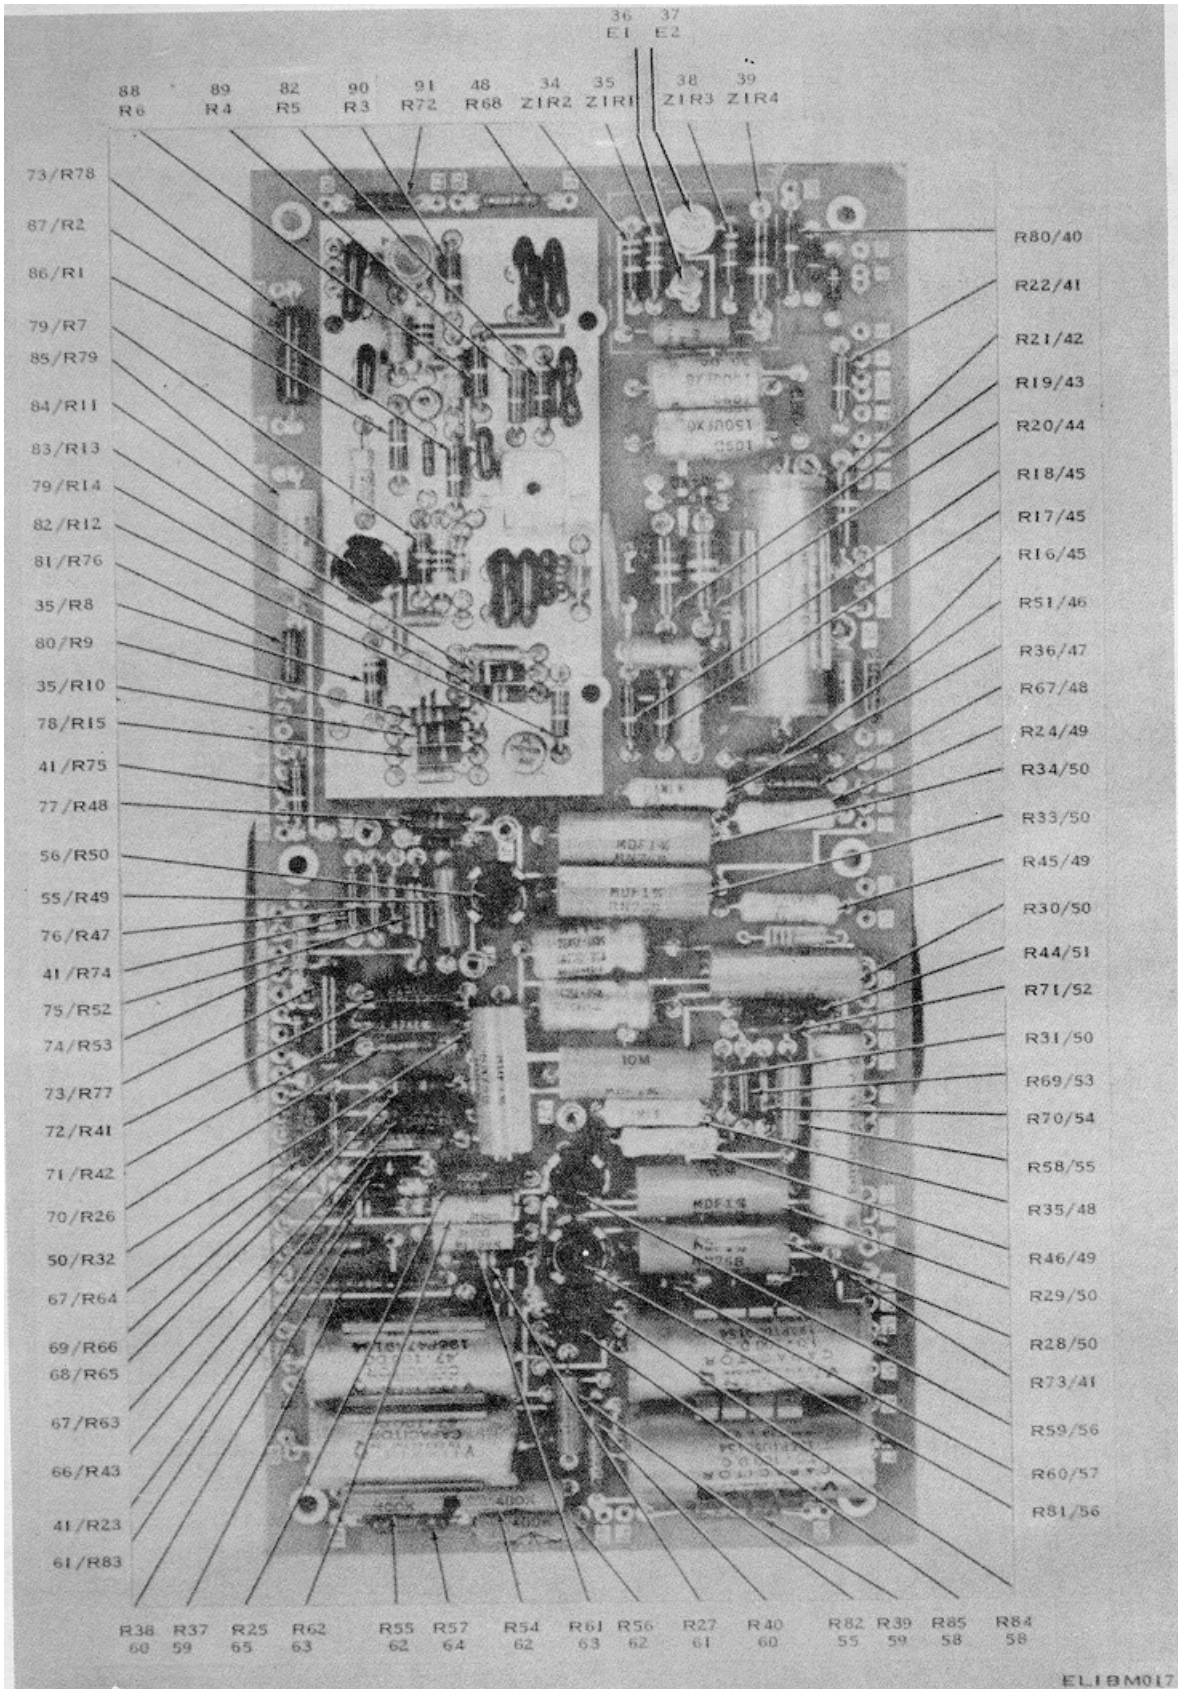 36 37
E1 E2
88 89 82 90 91 48 34 35 38 39
R6 R4 R5 R3 R72 R68 Z1R2 Z1R1 Z1R3 Z1R4
73/R78
87/R2
86/R1
79/R7
85/R79
84/R11
83/R13
79/R14
82/R12
81/R76
35/R8
80/R9
35/R10
78/R15
41/R75
77/R48
56/R50
55/R49
76/R47
41/R74
75/R52
74/R53
73/R77
72/R41
71/R42
70/R26
50/R32
67/R64
69/R66
68/R65
67/R63
66/R43
41/R23
61/R83
R80/40
R22/41
R21/42
R19/43
R20/44
R18/45
R17/45
R16/45
R51/46
R36/47
R67/48
R24/49
R34/50
R33/50
R45/49
R30/50
R44/51
R71/52
R31/50
R69/53
R70/54
R58/55
R35/48
R46/49
R29/50
R28/50
R73/41
R59/56
R60/57
R81/56
150UFX0
MDF1%
MDF1%
10M
MDF1%
CAPACITOR
CAPACITOR
400K
400K
R38 R37 R25 R62 R55 R57 R54 R61 R56 R27 R40 R82 R39 R85 R84
60 59 65 63 62 64 62 63 62 61 60 55 59 58 58
EL1BM017